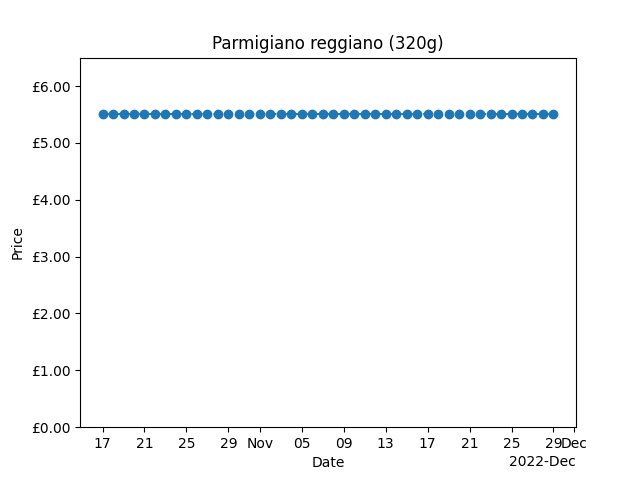 Parmigiano reggiano (320g)
£6.00
£5.00
£4.00
£3.00
£2.00
£1.00
£0.00
Price
17 21 25 29 Nov 05 09 13 17 21 25 29 Dec
Date
2022-Dec